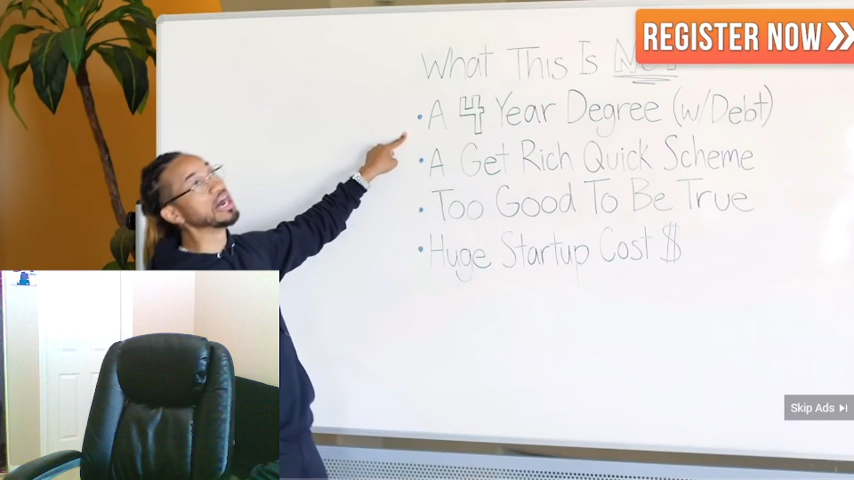 REGISTER NOW
What This Is NOT
• A 4 Year Degree (w/Debt)
• A Get Rich Quick Scheme
• Too Good To Be True
• Huge Startup Cost $
Skip Ads